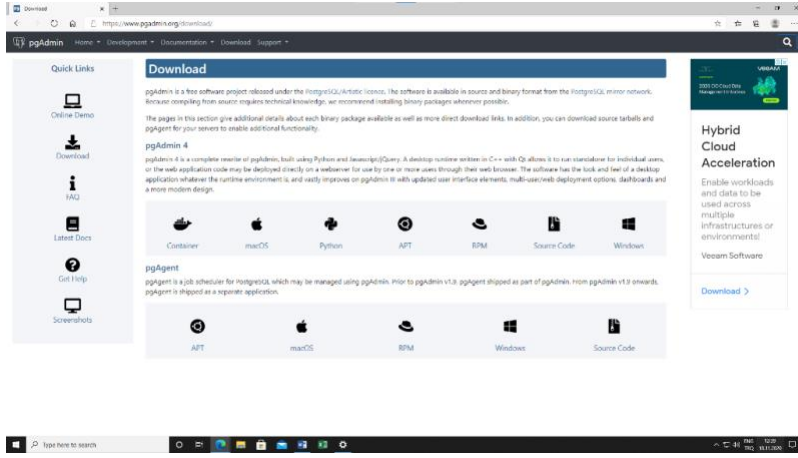 Download
https://www.pgadmin.org/download/
pgAdmin Home Development Documentation Download Support
Quick Links
Online Demo
Download
FAQ
Latest Docs
Get Help
Screenshots
Download
pgAdmin is a free software project released under the PostgreSQL/Artistic licence. The software is available in source and binary format from the PostgreSQL mirror network.
Because compiling from source requires technical knowledge, we recommend installing binary packages whenever possible.
The pages in this section give additional details about each binary package available as well as more direct download links. In addition, you can download source tarballs and
pgAgent for your servers to enable additional functionality.
pgAdmin 4
pgAdmin 4 is a complete rewrite of pgAdmin, built using Python and Javascript/jQuery. A desktop runtime written in C++ with Qt allows it to run standalone for individual users,
or the web application code may be deployed directly on a webserver for use by one or more users through their web browser. The software has the look and feel of a desktop
application whatever the runtime environment is, and vastly improves on pgAdmin III with updated user interface elements, multi-user/web deployment options, dashboards and
a more modern design.
Container macOS Python APT RPM Source Code Windows
pgAgent
pgAgent is a job scheduler for PostgreSQL which may be managed using pgAdmin. Prior to pgAdmin v1.9, pgAgent shipped as part of pgAdmin. From pgAdmin v1.9 onwards,
pgAgent is shipped as a separate application.
APT macOS RPM Windows Source Code
VEEAM
Hybrid
Cloud
Acceleration
Enable workloads
and data to be
used across
multiple
infrastructures or
environments!
Veeam Software
Download
Type here to search
ENG
TRQ